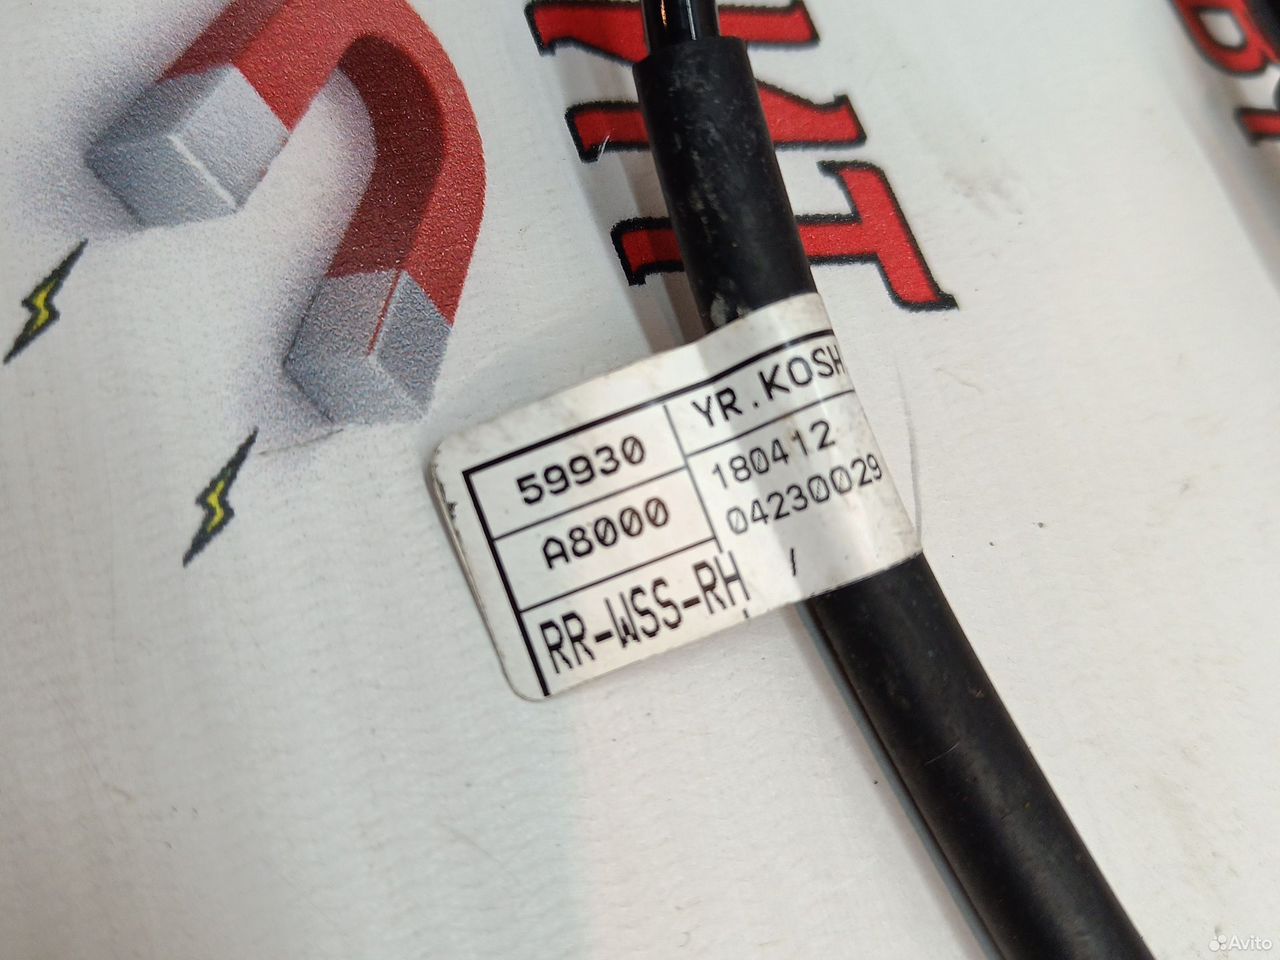 59930
A8000
RR-WSS-RH
YR.KOSH
180412
04230029
Avito